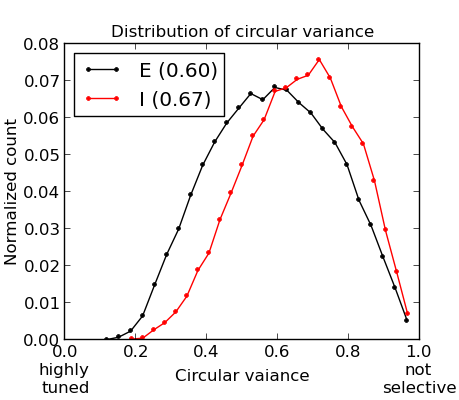 Distribution of circular variance
E (0.60)
I (0.67)
Normalized count
0.08
0.07
0.06
0.05
0.04
0.03
0.02
0.01
0.00
0.0
0.2
0.4
0.6
0.8
1.0
highly
tuned
Circular vaiance
not
selective